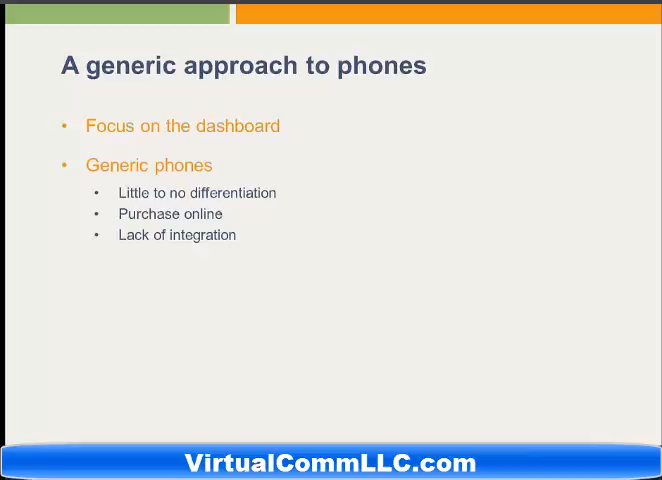 A generic approach to phones
• Focus on the dashboard
• Generic phones
• Little to no differentiation
• Purchase online
• Lack of integration
VirtualCommLLC.com